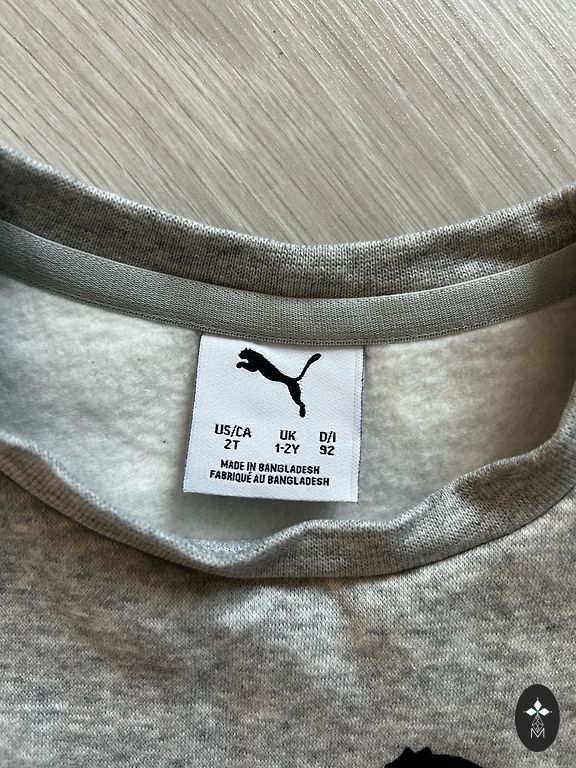 US/CA UK D/I
2T 1-2Y 92
MADE IN BANGLADESH
FABRIQUÉ AU BANGLADESH
M